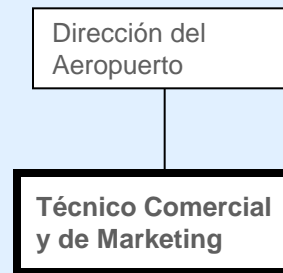 Dirección del
Aeropuerto
Técnico Comercial
y de Marketing